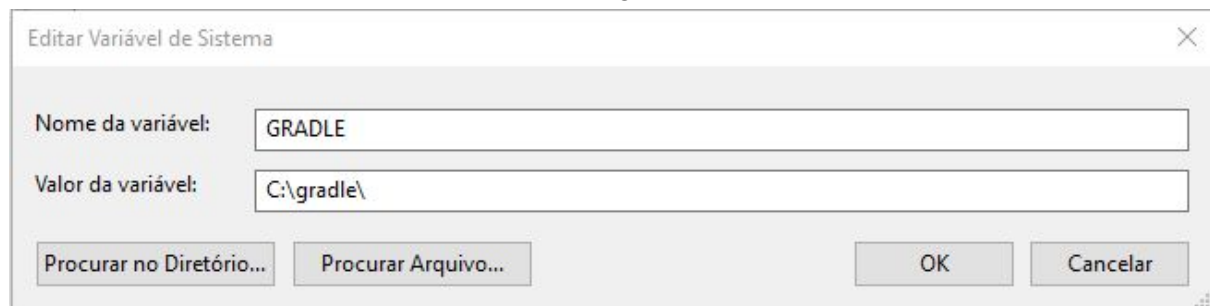 Editar Variável de Sistema
Nome da variável: GRADLE
Valor da variável: C:\gradle\
Procurar no Diretório... Procurar Arquivo... OK Cancelar